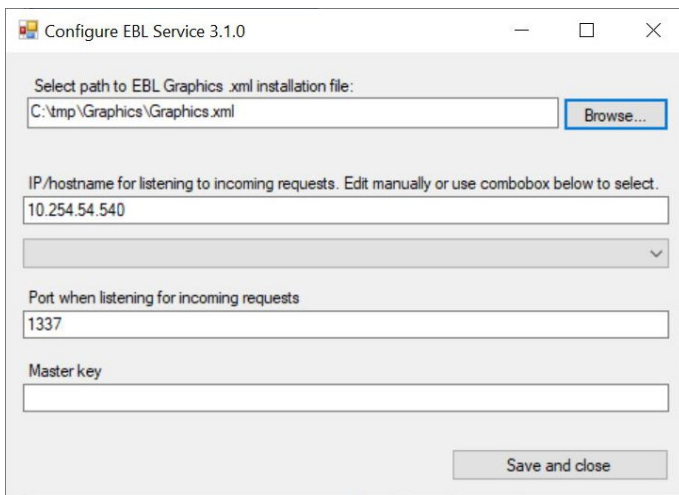 Configure EBL Service 3.1.0
Select path to EBL Graphics .xml installation file:
C:\tmp\Graphics\Graphics.xml
Browse...
IP/hostname for listening to incoming requests. Edit manually or use combobox below to select.
10.254.54.540
Port when listening for incoming requests
1337
Master key
Save and close